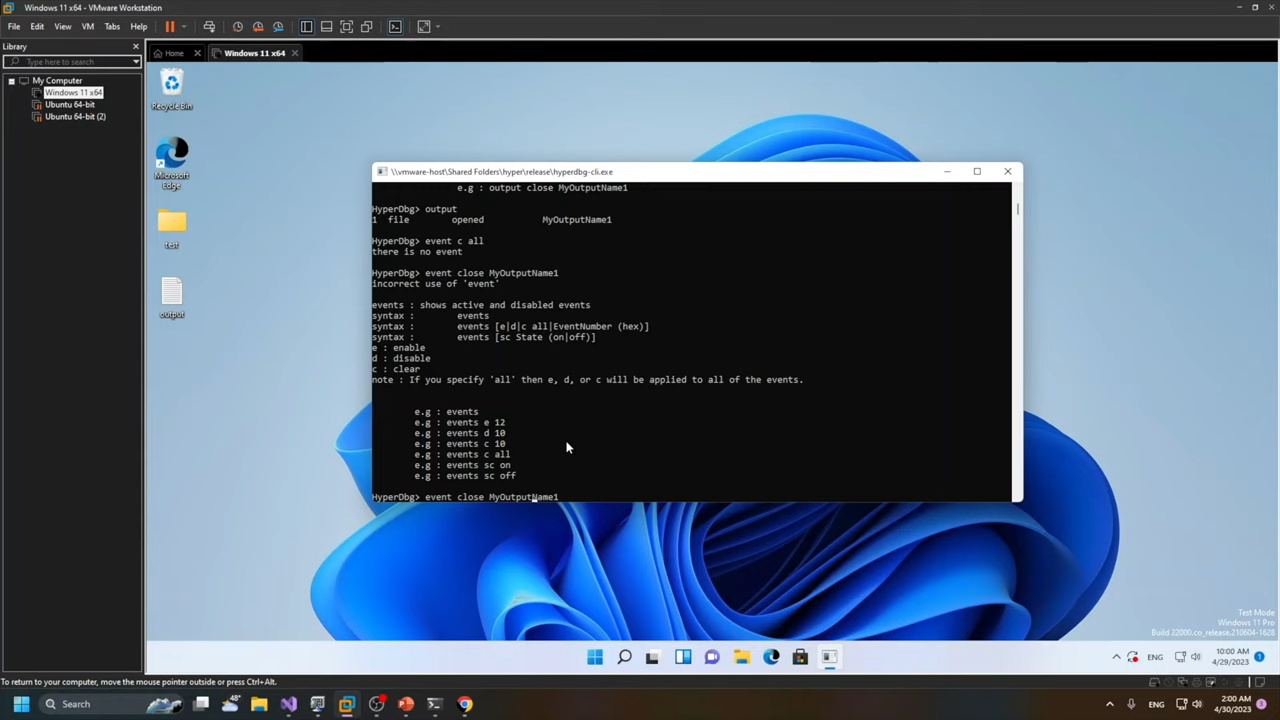 Windows 11 x64 - VMware Workstation
File Edit View VM Tabs Help
Library
Type here to search
My Computer
Windows 11 x64
Ubuntu 64-bit
Ubuntu 64-bit (2)
Home
Windows 11 x64
Recycle Bin
Microsoft
Edge
test
output
\\vmware-host\Shared Folders\hyper\release\hyperdbg-cli.exe
e.g : output close MyOutputName1
HyperDbg> output
1 file opened MyOutputName1
HyperDbg> event c all
there is no event
HyperDbg> event close MyOutputName1
incorrect use of 'event'
events : shows active and disabled events
syntax : events
syntax : events [e|d|c all|EventNumber (hex)]
syntax : events [sc State (on|off)]
e : enable
d : disable
c : clear
note : If you specify 'all' then e, d, or c will be applied to all of the events.
e.g : events
e.g : events e 12
e.g : events d 10
e.g : events c 10
e.g : events c all
e.g : events sc on
e.g : events sc off
HyperDbg> event close MyOutputName1
Test Mode
Windows 11 Pro
Build 22000.co_release.210604-1628
ENG
10:00 AM
4/29/2023
1
To return to your computer, move the mouse pointer outside or press Ctrl+Alt.
Search
48°
ENG
2:00 AM
4/30/2023
3